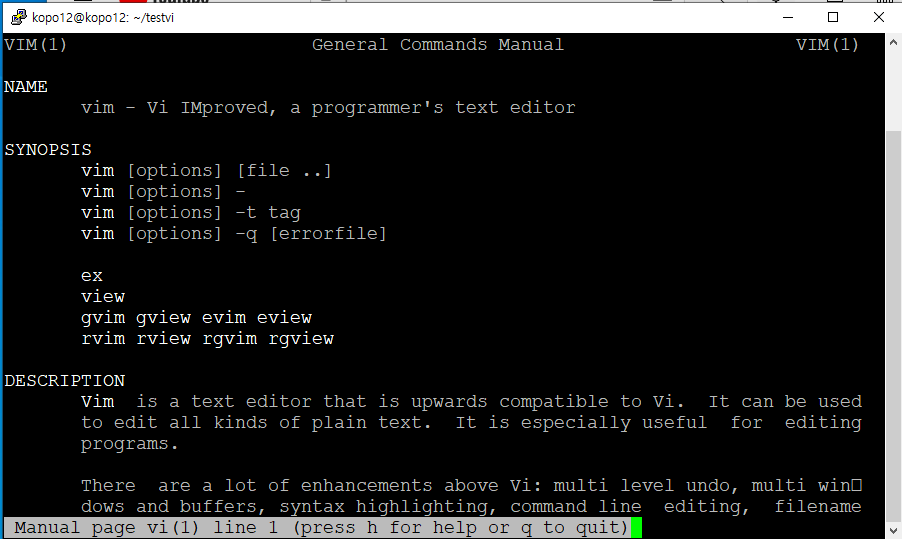 kopo12@kopo12: ~/testvi
VIM(1) General Commands Manual VIM(1)
NAME
vim - Vi IMproved, a programmer's text editor
SYNOPSIS
vim [options] [file ..]
vim [options] -
vim [options] -t tag
vim [options] -q [errorfile]
ex
view
gvim gview evim eview
rvim rview rgvim rgview
DESCRIPTION
Vim is a text editor that is upwards compatible to Vi. It can be used
to edit all kinds of plain text. It is especially useful for editing
programs.
There are a lot of enhancements above Vi: multi level undo, multi win□
dows and buffers, syntax highlighting, command line editing, filename
Manual page vi(1) line 1 (press h for help or q to quit)